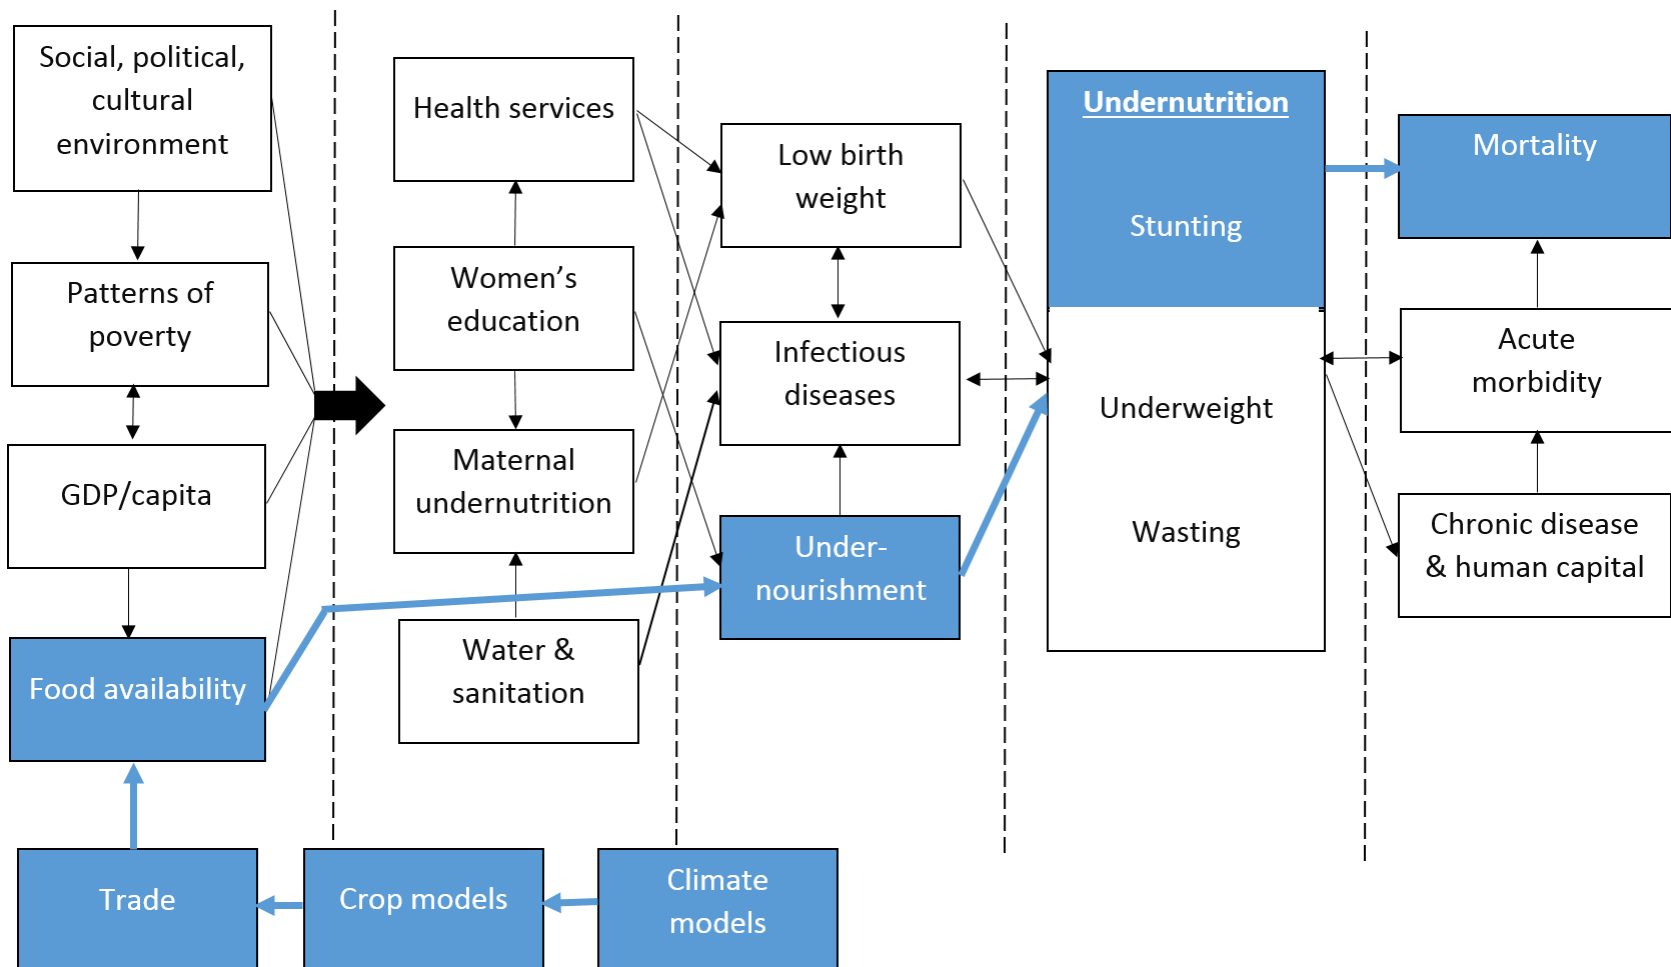 Social, political,
cultural
environment
Patterns of
poverty
GDP/capita
Food availability
Trade
Health services
Women’s
education
Maternal
undernutrition
Water &
sanitation
Crop models
Low birth
weight
Infectious
diseases
Under-
nourishment
Climate
models
Undernutrition
Stunting
Underweight
Wasting
Mortality
Acute
morbidity
Chronic disease
& human capital